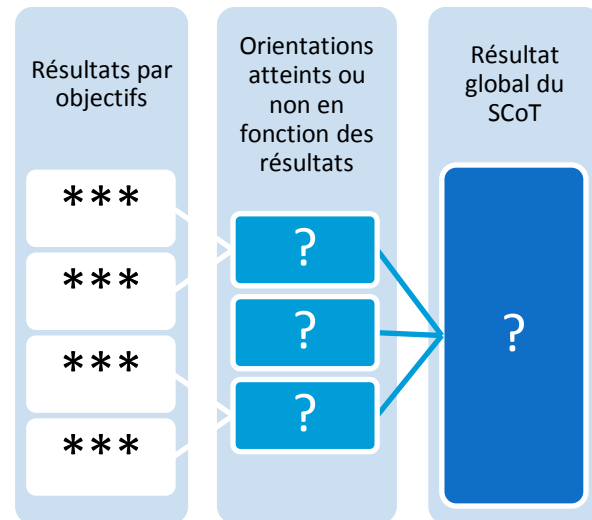 Résultats par
objectifs
***
***
***
***
Orientations
atteints ou
non en
fonction des
résultats
?
?
?
Résultat
global du
SCoT
?